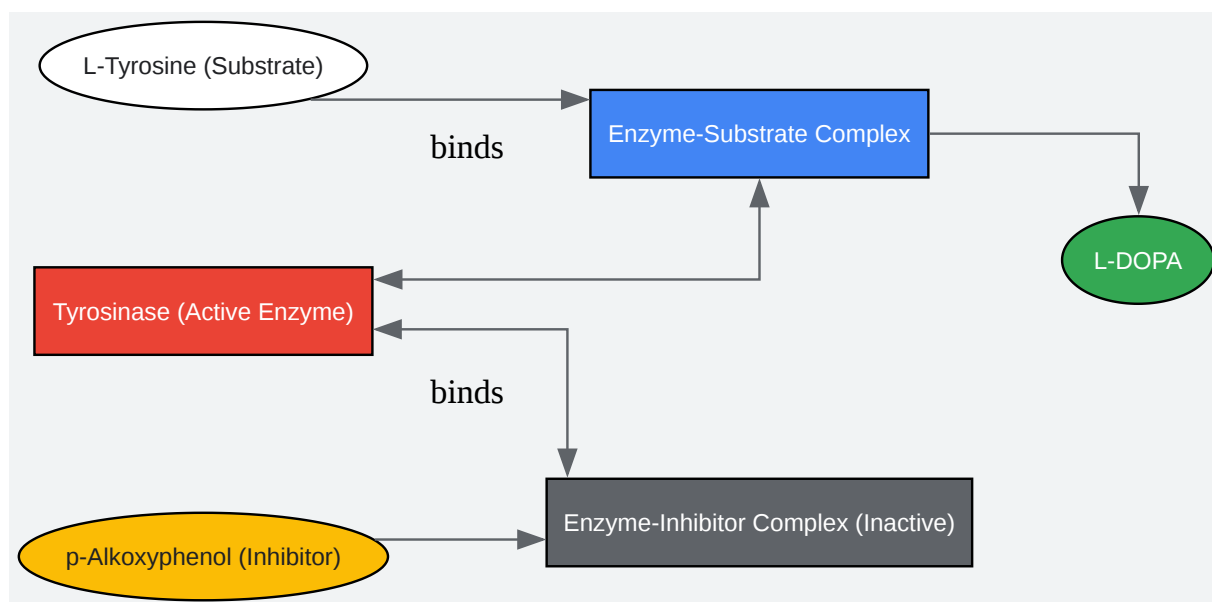 L-Tyrosine (Substrate)
Enzyme-Substrate Complex
binds
L-DOPA
Tyrosinase (Active Enzyme)
binds
Enzyme-Inhibitor Complex (Inactive)
p-Alkoxyphenol (Inhibitor)